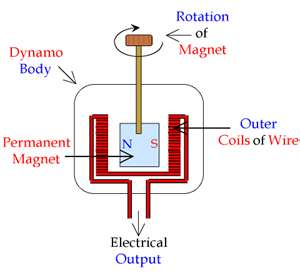 Rotation
of
Magnet
Dynamo
Body
Outer
Coils of Wire
Permanent
Magnet
N S
Electrical
Output